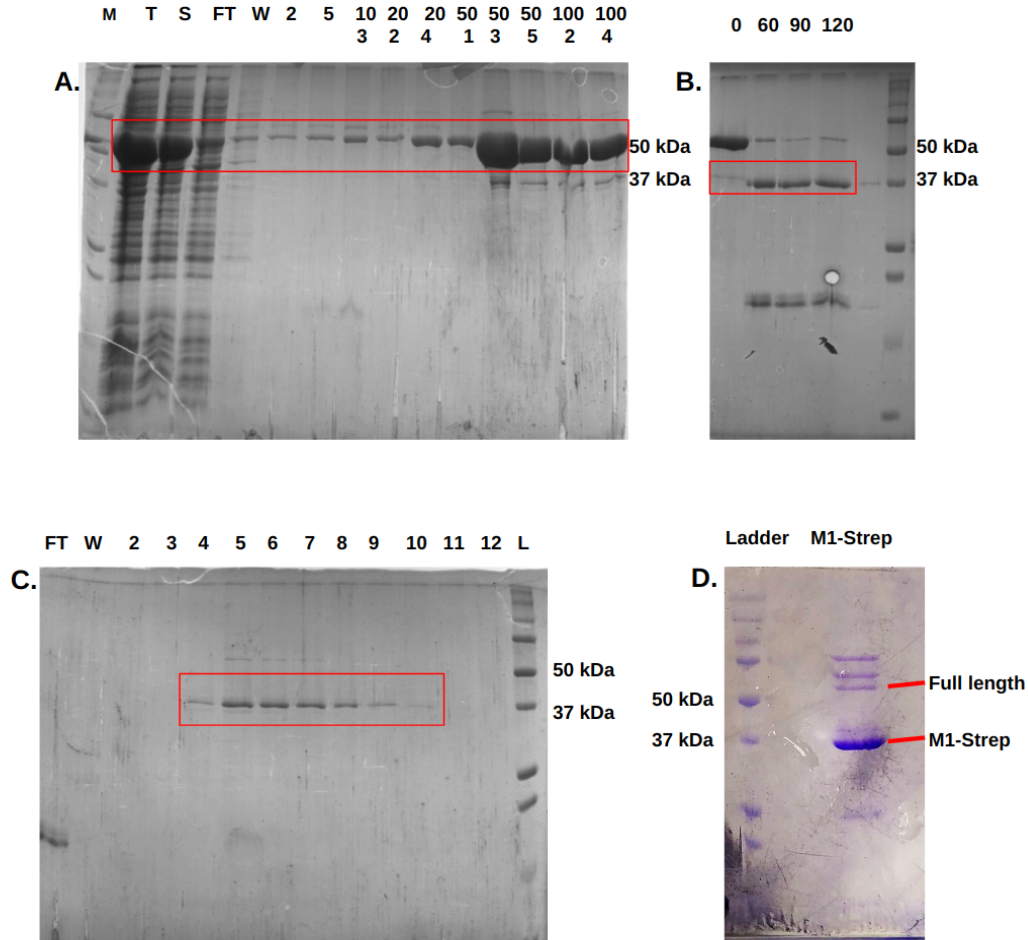 M T S FT W 2 5 10 20 20 50 50 50 100 100
3 2 4 1 3 5 2 4
A.
50 kDa
37 kDa
0 60 90 120
B.
50 kDa
37 kDa
FT W 2 3 4 5 6 7 8 9 10 11 12 L
C.
50 kDa
37 kDa
Ladder M1-Strep
D.
Full length
50 kDa
37 kDa
M1-Strep